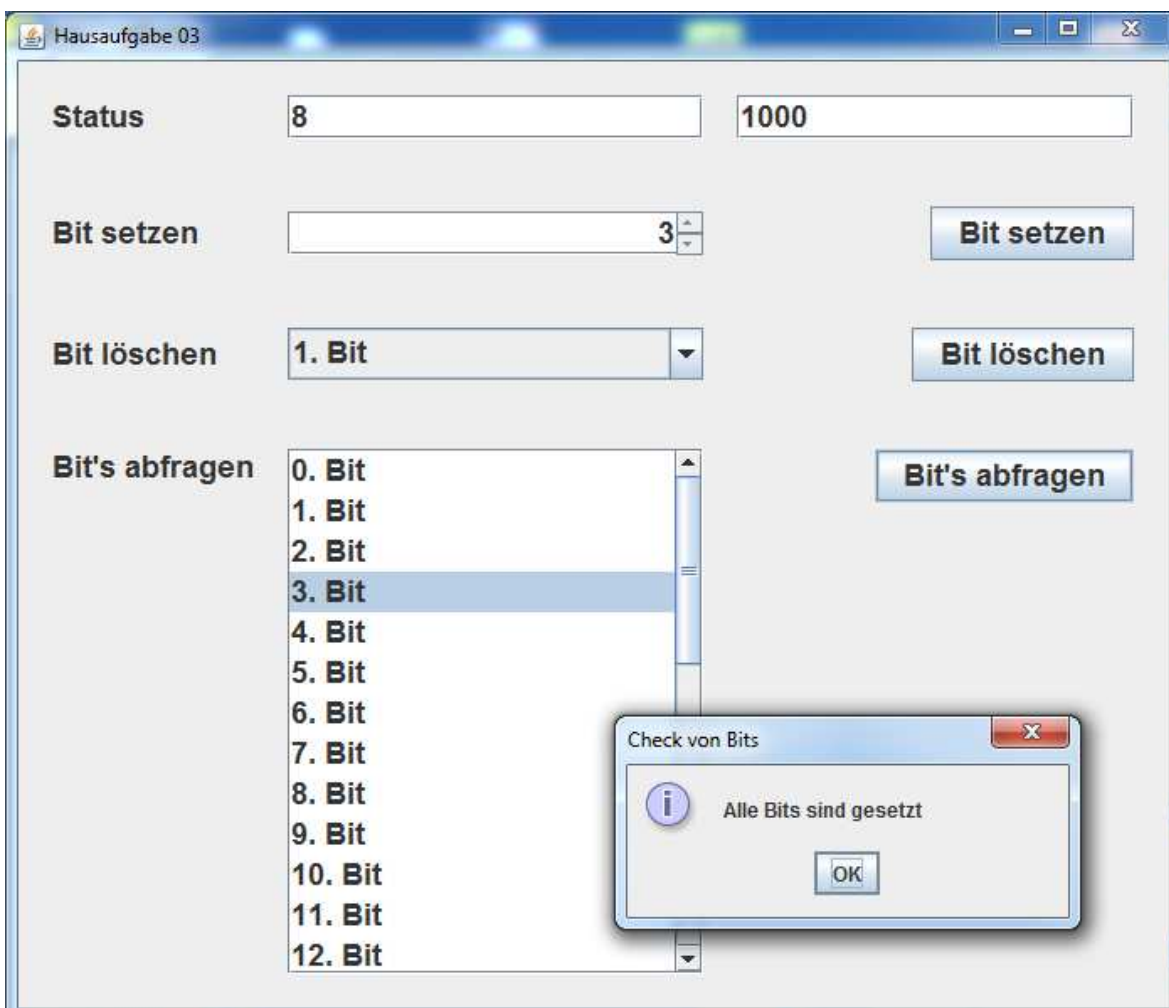 Hausaufgabe 03
Status 8 1000
Bit setzen 3 Bit setzen
Bit löschen 1. Bit Bit löschen
Bit's abfragen 0. Bit Bit's abfragen
1. Bit
2. Bit
3. Bit
4. Bit
5. Bit
6. Bit
7. Bit
8. Bit
9. Bit
10. Bit
11. Bit
12. Bit
Check von Bits
Alle Bits sind gesetzt
OK